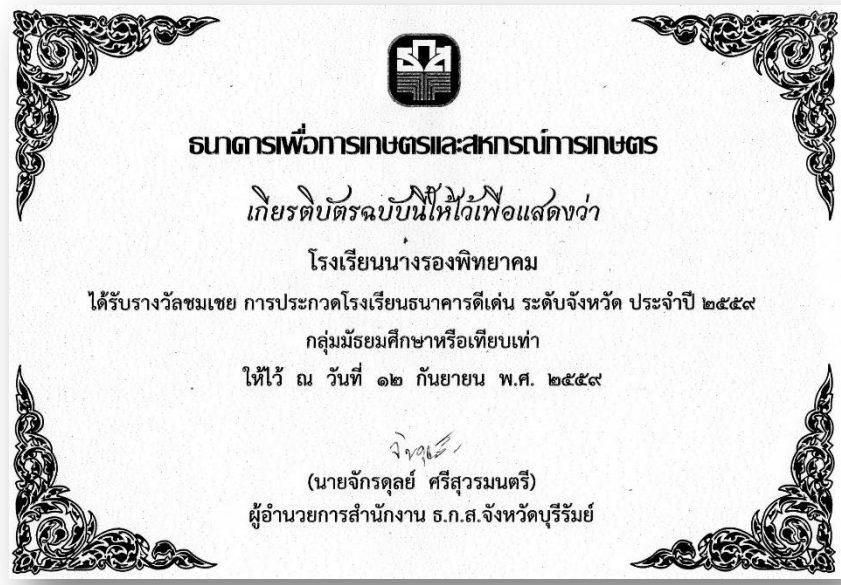 ธกส
ธนาคารเพื่อการเกษตรและสหกรณ์การเกษตร
เกียรติบัตรฉบับนี้ให้ไว้เพื่อแสดงว่า
โรงเรียนนางรองพิทยาคม
ได้รับรางวัลชมเชย การประกวดโรงเรียนธนาคารดีเด่น ระดับจังหวัด ประจำปี ๒๕๕๙
กลุ่มมัธยมศึกษาหรือเทียบเท่า
ให้ไว้ ณ วันที่ ๑๒ กันยายน พ.ศ. ๒๕๕๙
(นายจักรดุลย์ ศรีสุวรมนตรี)
ผู้อำนวยการสำนักงาน ธ.ก.ส.จังหวัดบุรีรัมย์